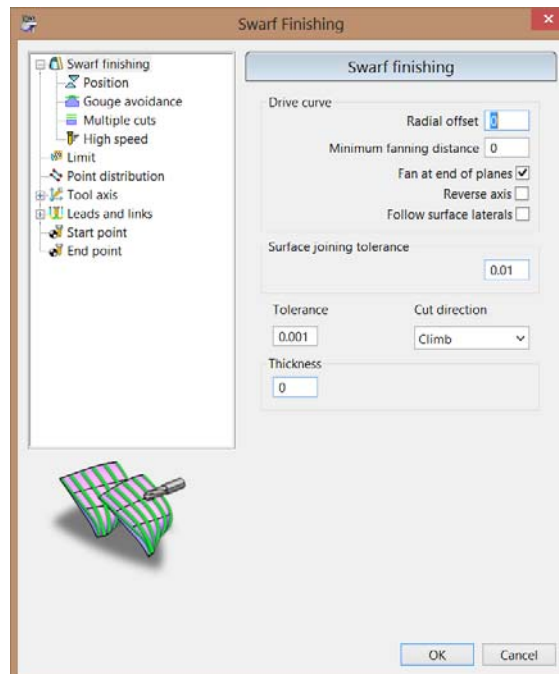 Swarf Finishing
Swarf finishing
Position
Gouge avoidance
Multiple cuts
High speed
Limit
Point distribution
Tool axis
Leads and links
Start point
End point
Swarf finishing
Drive curve
Radial offset 0
Minimum fanning distance 0
Fan at end of planes
Reverse axis
Follow surface laterals
Surface joining tolerance
0.01
Tolerance Cut direction
0.001 Climb
Thickness
0
OK Cancel